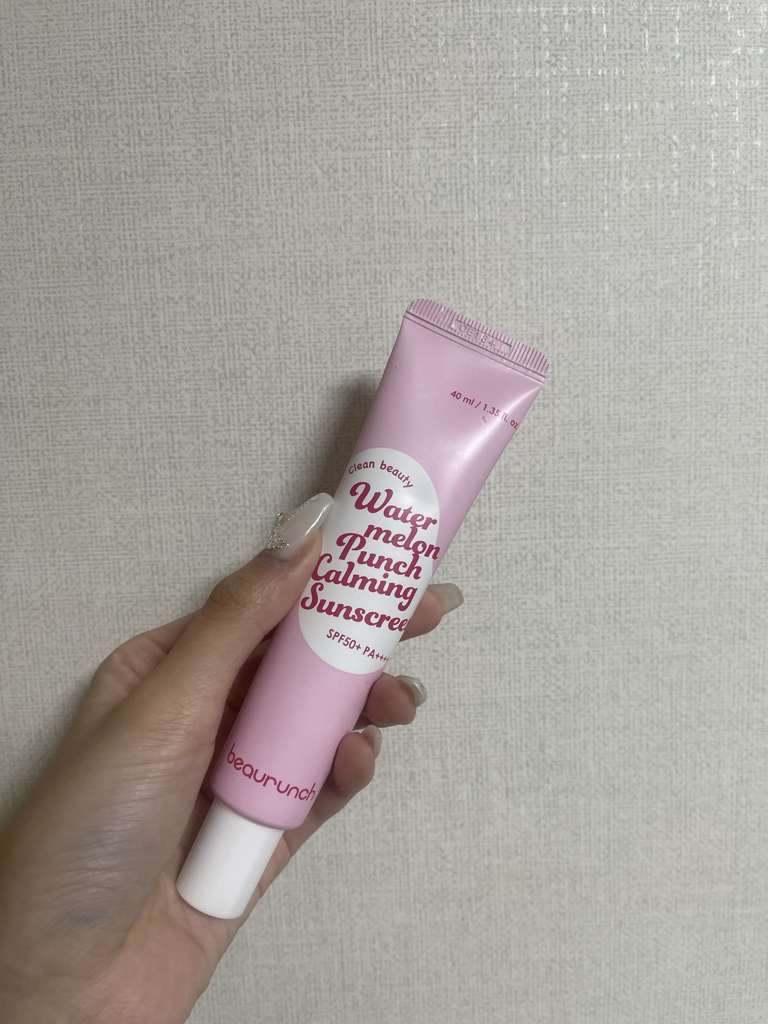 40 ml / 1.35 fl. oz
Clean beauty
Water
melon
Punch
Calming
Sunscree
SPF50+ PA++++
beaurunch